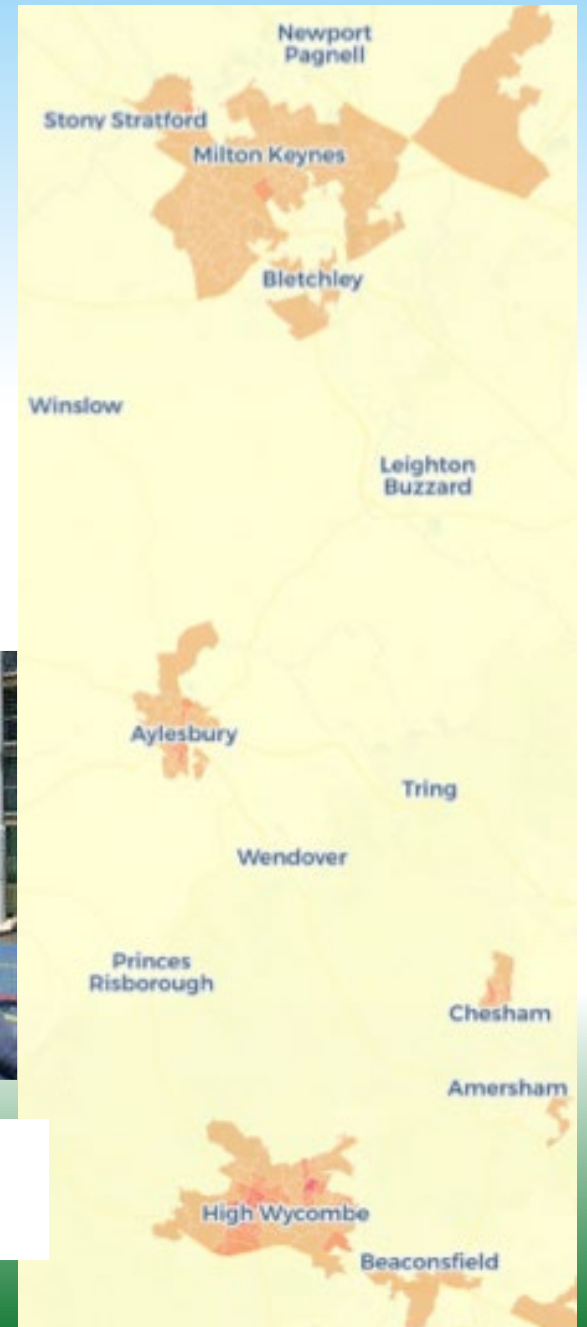 Newport
Pagnell
Stony Stratford
Milton Keynes
Bletchley
Winslow
Leighton
Buzzard
Aylesbury
Tring
Wendover
Princes
Risborough
Chesham
Amersham
High Wycombe
Beaconsfield